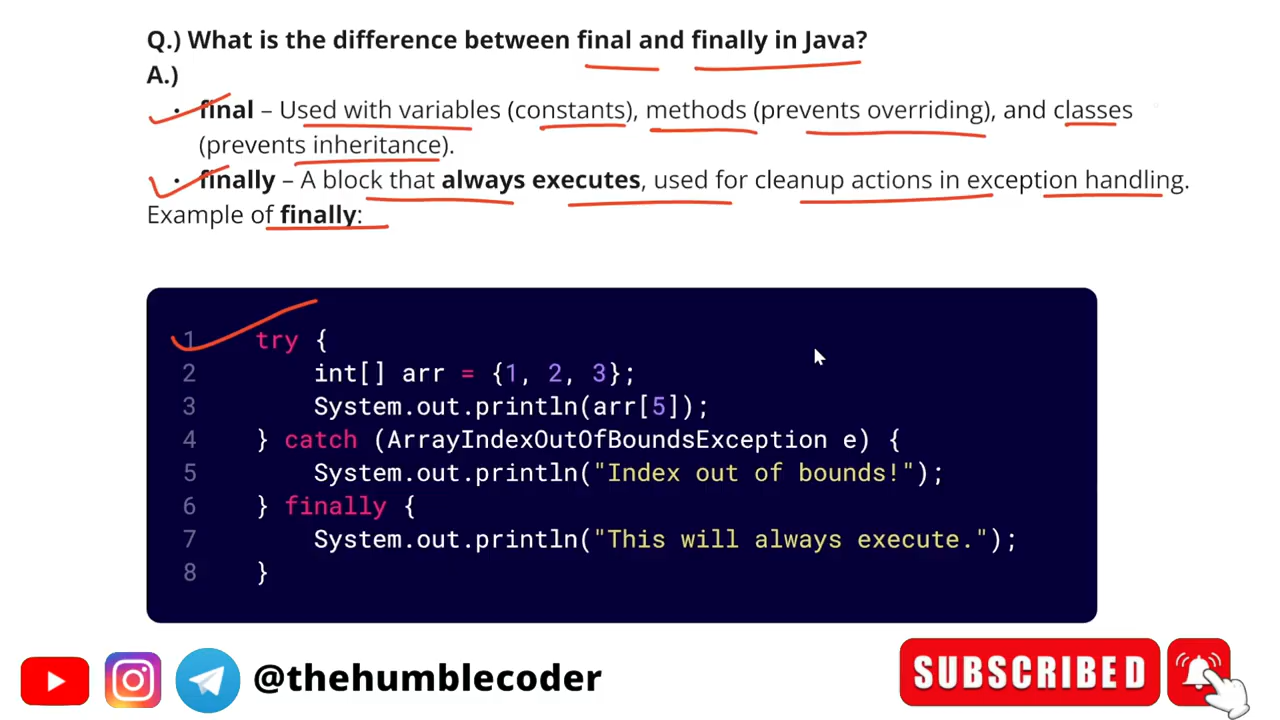 Q.) What is the difference between final and finally in Java?
A.)
• final – Used with variables (constants), methods (prevents overriding), and classes
(prevents inheritance).
• finally – A block that always executes, used for cleanup actions in exception handling.
Example of finally:
1 try {
2 int[] arr = {1, 2, 3};
3 System.out.println(arr[5]);
4 } catch (ArrayIndexOutOfBoundsException e) {
5 System.out.println("Index out of bounds!");
6 } finally {
7 System.out.println("This will always execute.");
8 }
@thehumblecoder
SUBSCRIBED